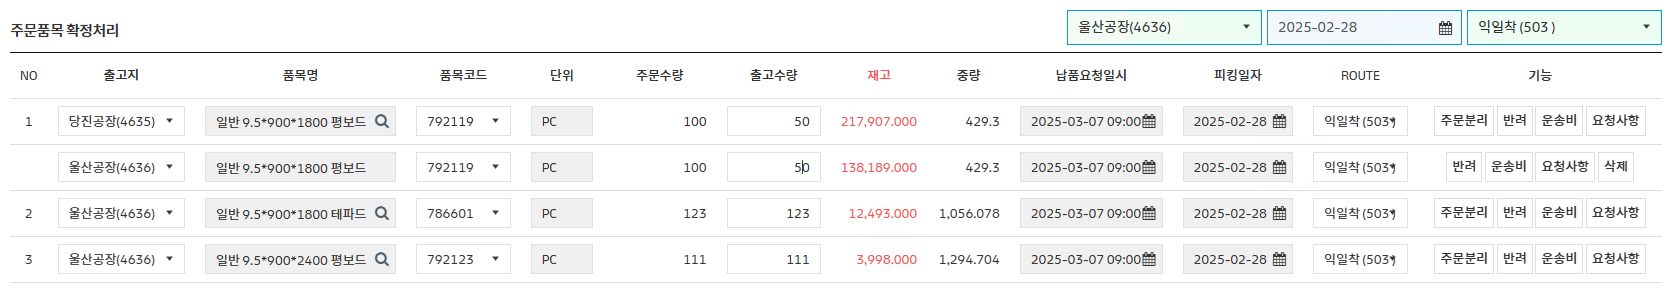 주문품목 확정처리 울산공장(4636) 2025-02-28 익일착 (503 )
NO 출고지 품목명 품목코드 단위 주문수량 출고수량 재고 중량 납품요청일시 피킹일자 ROUTE 기능
1 당진공장(4635) 일반 9.5*900*1800 평보드 792119 PC 100 50 217,907.000 429.3 2025-03-07 09:00 2025-02-28 익일착 (503 주문분리 반려 운송비 요청사항
울산공장(4636) 일반 9.5*900*1800 평보드 792119 PC 100 50 138,189.000 429.3 2025-03-07 09:00 2025-02-28 익일착 (503 반려 운송비 요청사항 삭제
2 울산공장(4636) 일반 9.5*900*1800 테파드 786601 PC 123 123 12,493.000 1,056.078 2025-03-07 09:00 2025-02-28 익일착 (503 주문분리 반려 운송비 요청사항
3 울산공장(4636) 일반 9.5*900*2400 평보드 792123 PC 111 111 3,998.000 1,294.704 2025-03-07 09:00 2025-02-28 익일착 (503 주문분리 반려 운송비 요청사항